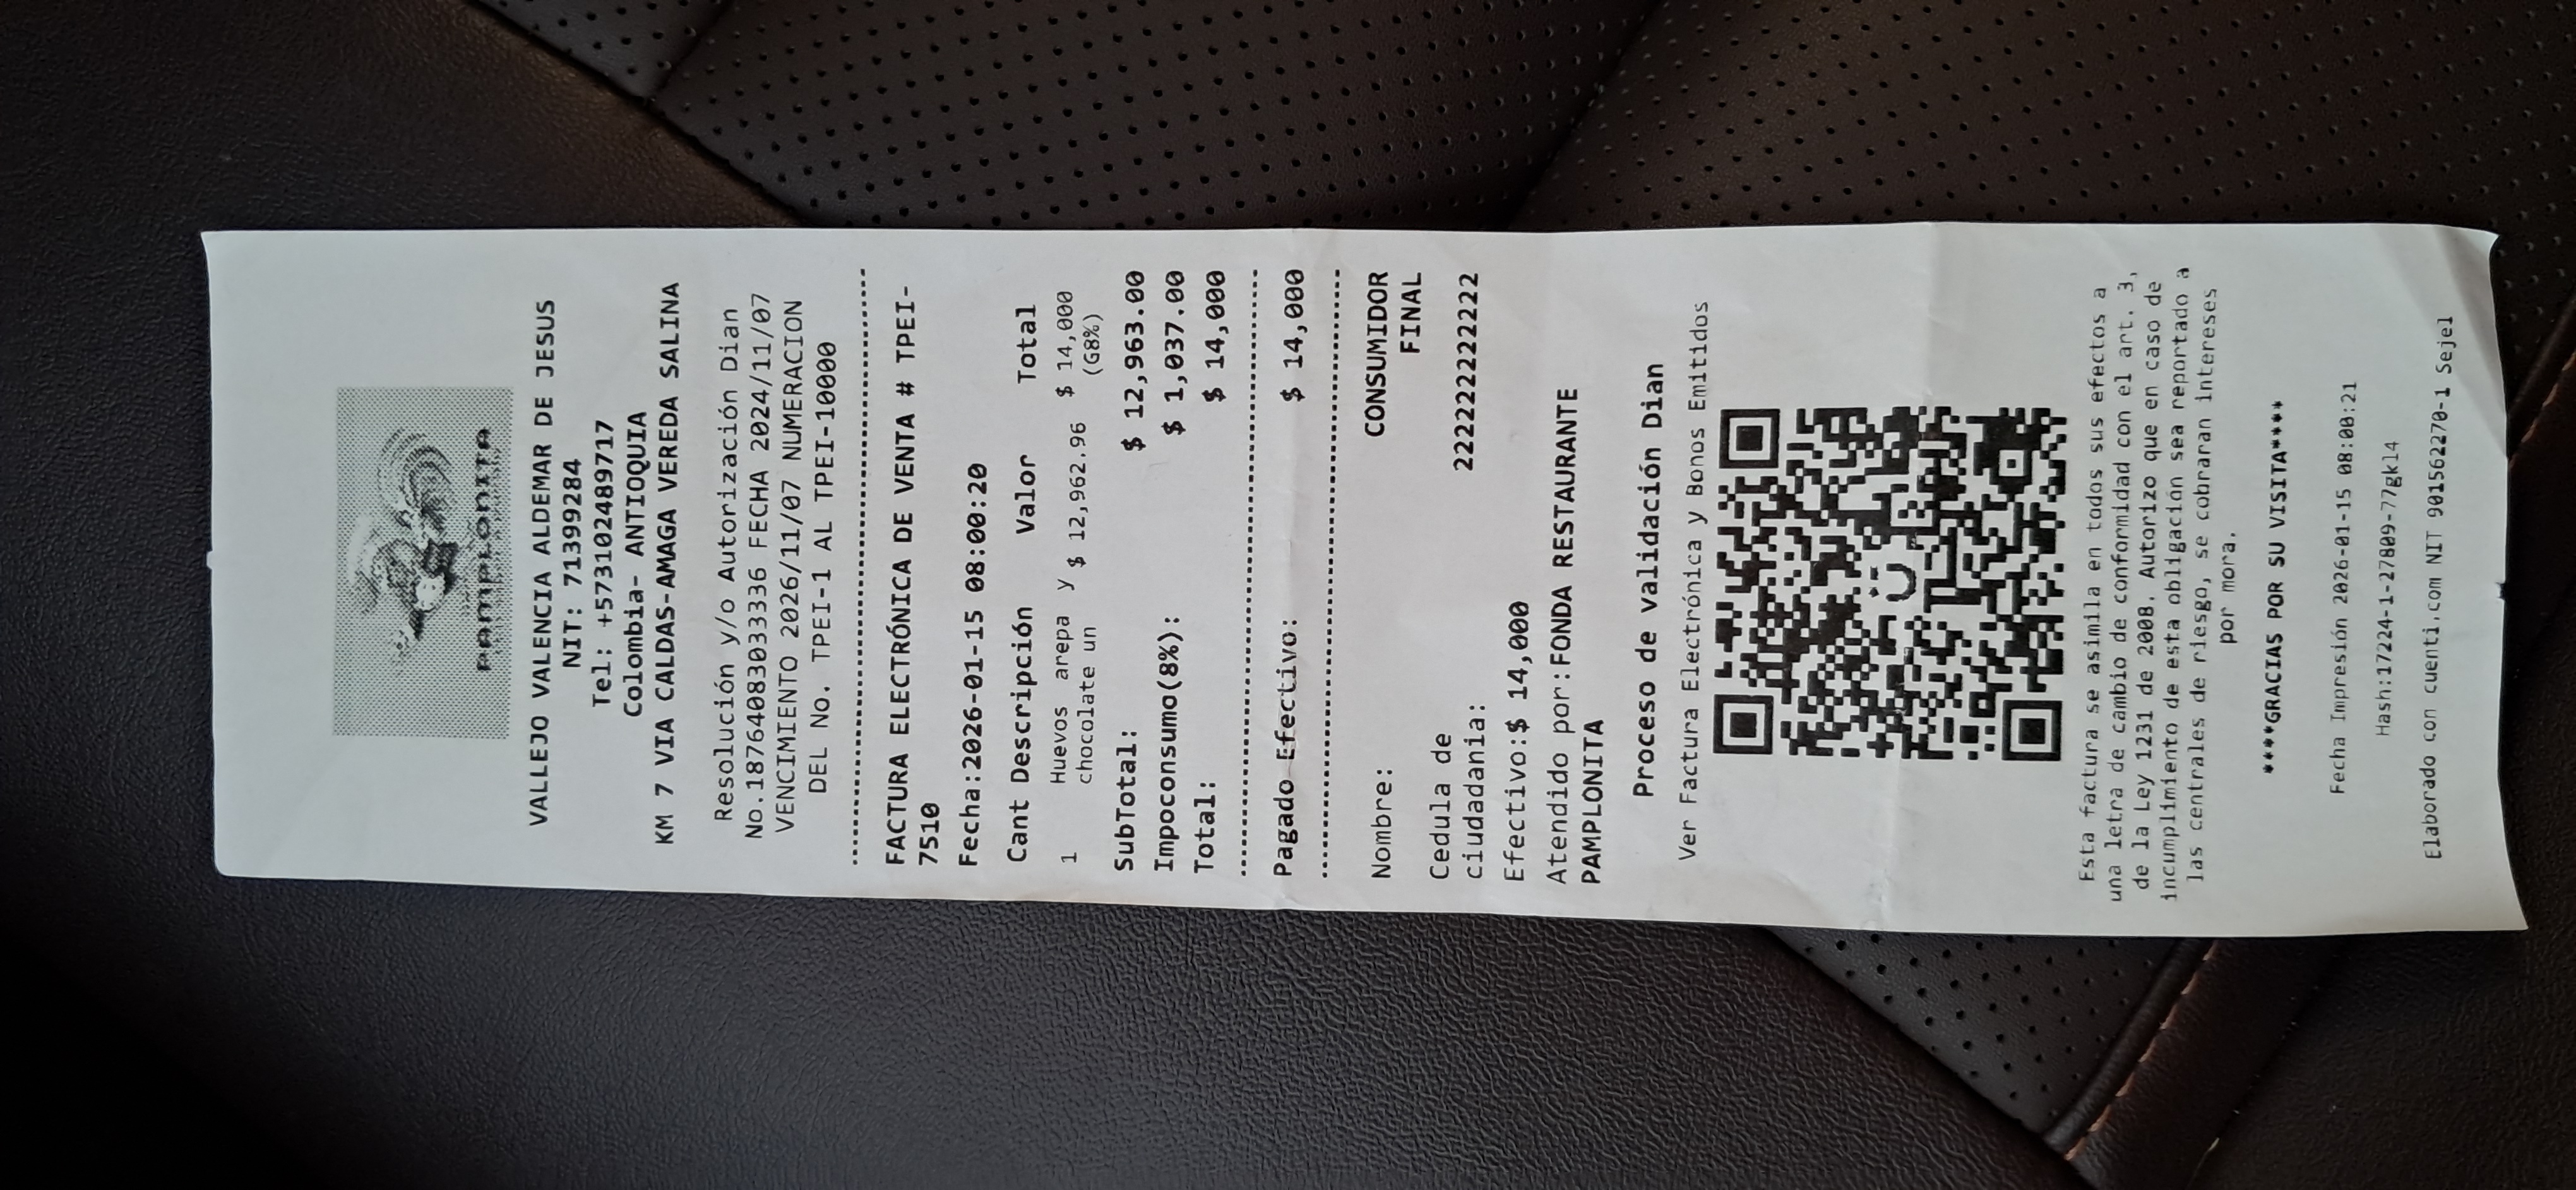 PAMPLONITA
VALLEJO VALENCIA ALDEMAR DE JESUS
NIT: 71399284
Tel: +573102489717
Colombia- ANTIOQUIA
KM 7 VIA CALDAS-AMAGA VEREDA SALINA
Resolución y/o Autorización Dian
No.18764083033336 FECHA 2024/11/07
VENCIMIENTO 2026/11/07 NUMERACION
DEL No. TPEI-1 AL TPEI-10000
FACTURA ELECTRÓNICA DE VENTA # TPEI-
7510
Fecha:2026-01-15 08:00:20
Cant Descripción Valor Total
1 Huevos arepa y $ 12,962.96 $ 14,000
chocolate un (G8%)
SubTotal: $ 12,963.00
Impoconsumo(8%): $ 1,037.00
Total: $ 14,000
Pagado Efectivo: $ 14,000
Nombre: CONSUMIDOR
FINAL
Cedula de 222222222222
ciudadania:
Efectivo:$ 14,000
Atendido por:FONDA RESTAURANTE
PAMPLONITA
Proceso de validación Dian
Ver Factura Electrónica y Bonos Emitidos
Esta factura se asimila en todos sus efectos a
una letra de cambio de conformidad con el art. 3,
de la Ley 1231 de 2008. Autorizo que en caso de
incumplimiento de esta obligación sea reportado a
las centrales de riesgo, se cobraran intereses
por mora.
****GRACIAS POR SU VISITA****
Fecha Impresión 2026-01-15 08:00:21
Hash:17224-1-27809-77gkl4
Elaborado con cuenti.com NIT 901562270-1 Sejel